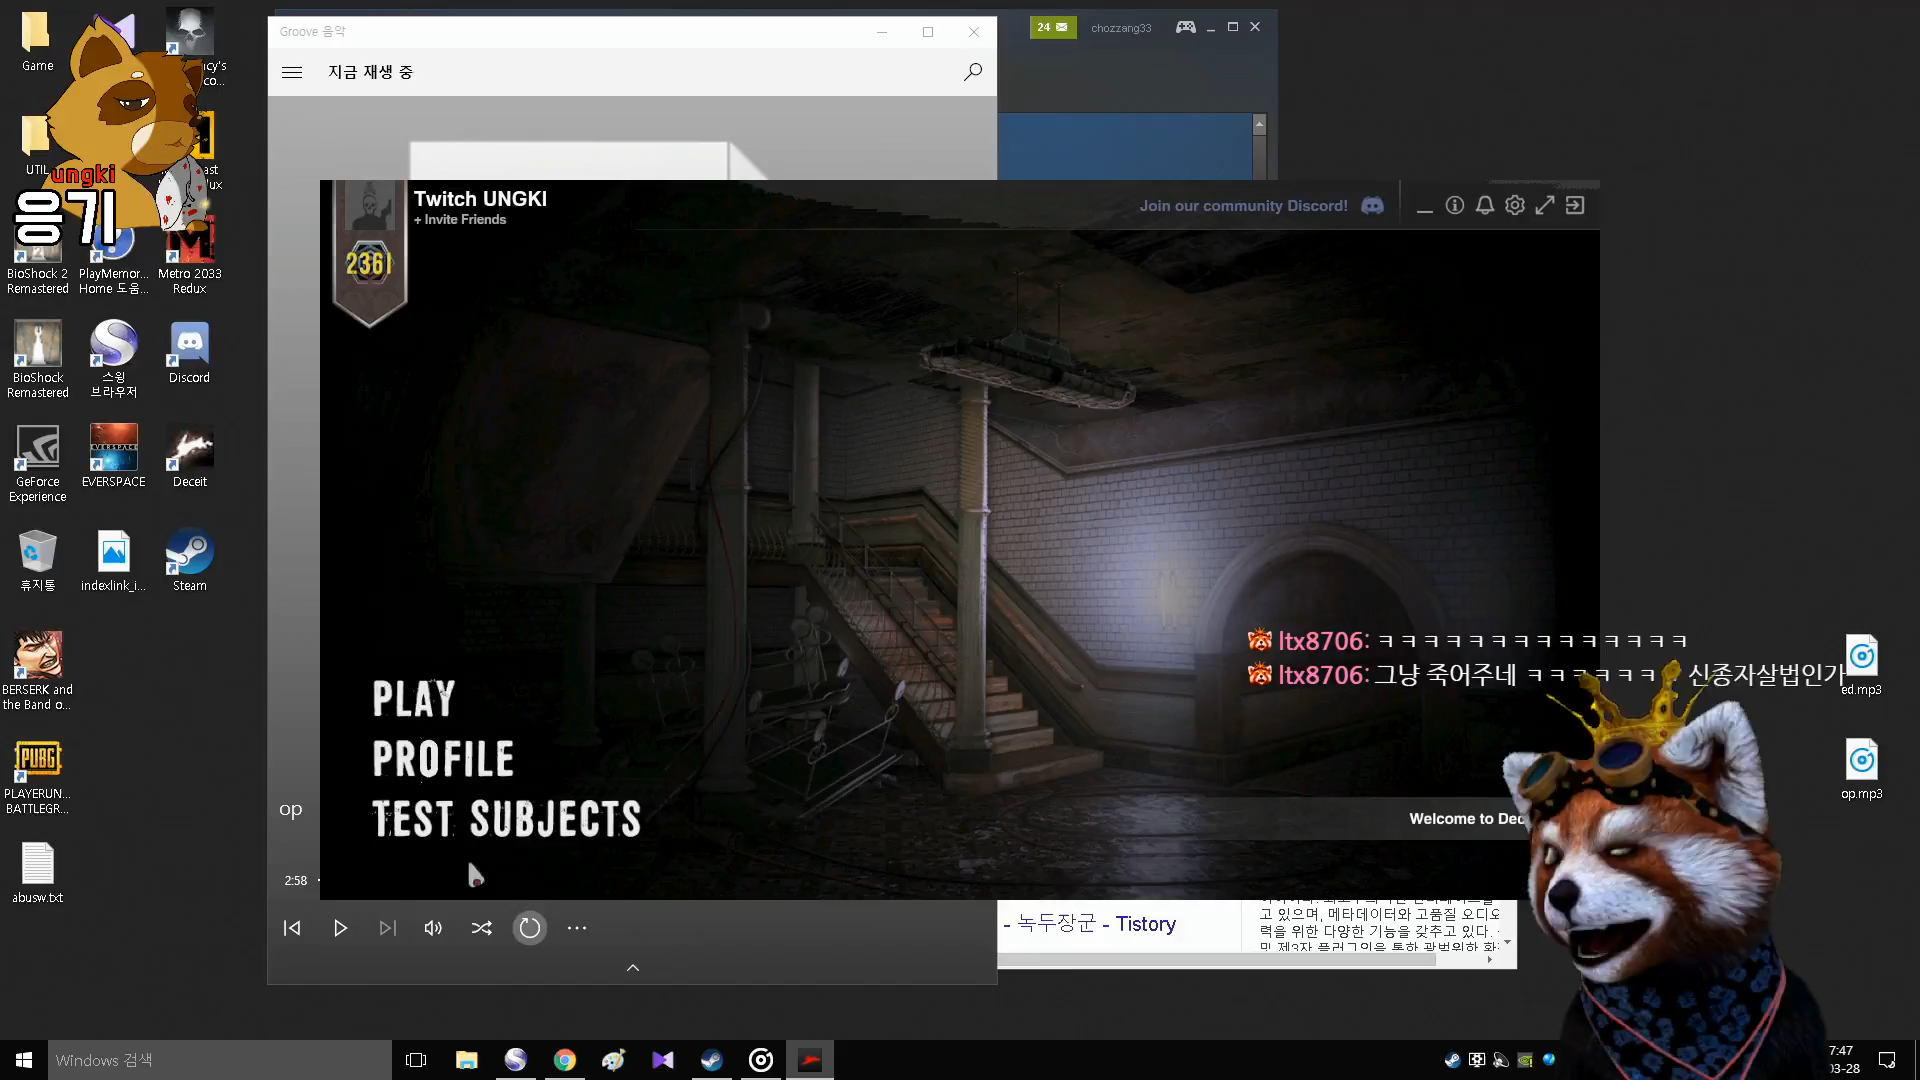 Groove 음악
지금 재생 중
24
chozzang33
Twitch UNGKI
+ Invite Friends
2361
Join our community Discord!
Game
UTIL
ungki
응기
BioShock 2
Remastered
PlayMemor...
Home 도움...
Metro 2033
Redux
BioShock
Remastered
스윙
브라우저
Discord
GeForce
Experience
EVERSPACE
Deceit
휴지통
indexlink_i...
Steam
BERSERK and
the Band o...
PUBG
PLAYERUN...
BATTLEGR...
abusw.txt
ltx8706: ㅋㅋㅋㅋㅋㅋㅋㅋㅋㅋㅋㅋㅋㅋ
ltx8706: 그냥 죽어주네 ㅋㅋㅋㅋㅋㅋ 신종자살법인가
ed.mp3
op.mp3
PLAY
PROFILE
TEST SUBJECTS
Welcome to Dec
op
2:58
- 녹두장군 - Tistory
고 있으며, 메타데이터와 고품질 오디오
력을 위한 다양한 기능을 갖추고 있다.
Windows 검색
7:47
03-28